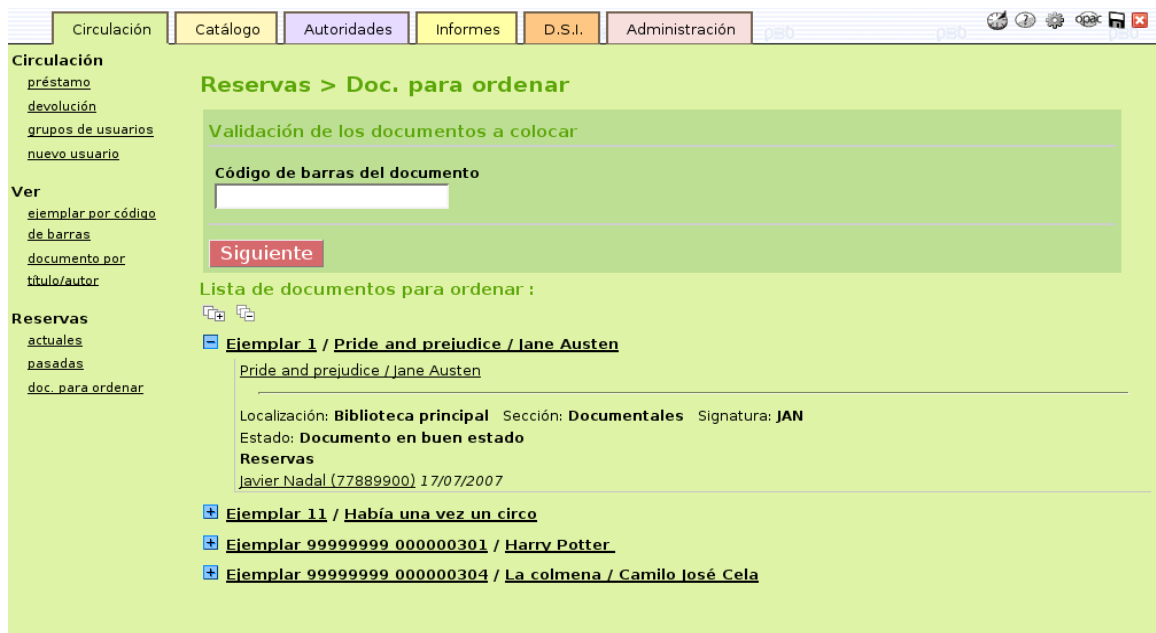 Circulación Catálogo Autoridades Informes D.S.I. Administración pBb pBb opac pBb
Circulación
préstamo
devolución
grupos de usuarios
nuevo usuario
Ver
ejemplar por código
de barras
documento por
título/autor
Reservas
actuales
pasadas
doc. para ordenar
Reservas > Doc. para ordenar
Validación de los documentos a colocar
Código de barras del documento
Siguiente
Lista de documentos para ordenar :
Ejemplar 1 / Pride and prejudice / Jane Austen
Pride and prejudice / Jane Austen
Localización: Biblioteca principal Sección: Documentales Signatura: JAN
Estado: Documento en buen estado
Reservas
Javier Nadal (77889900) 17/07/2007
Ejemplar 11 / Había una vez un circo
Ejemplar 99999999 000000301 / Harry Potter
Ejemplar 99999999 000000304 / La colmena / Camilo José Cela